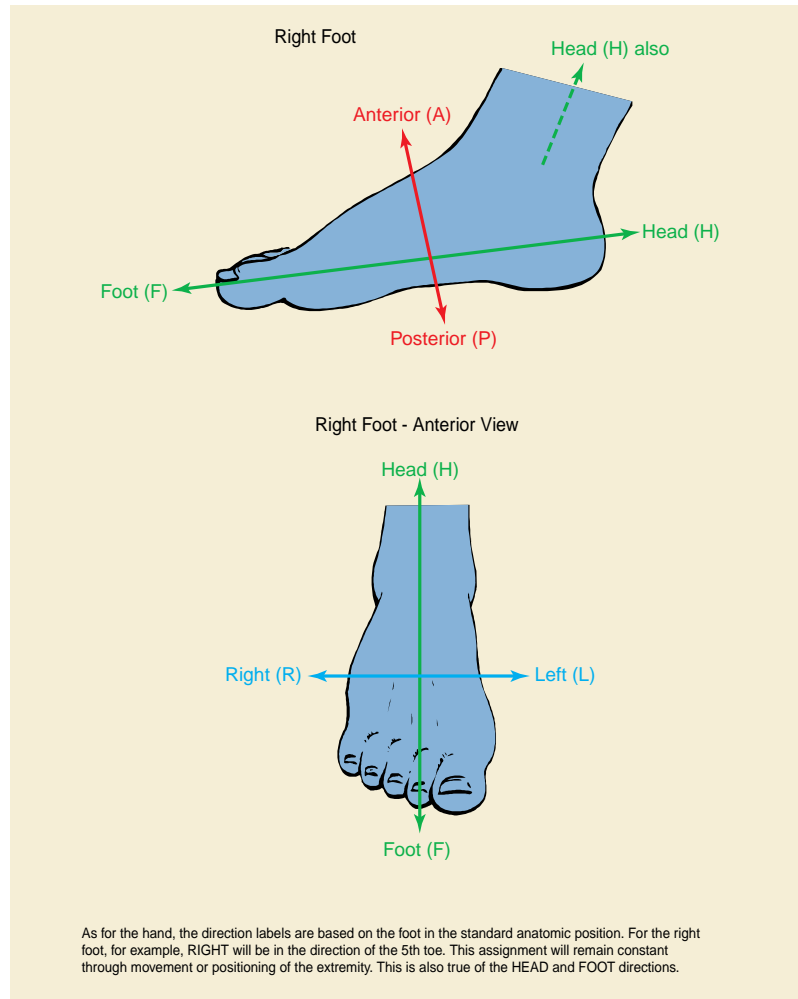 Right Foot
Head (H) also
Anterior (A)
Head (H)
Foot (F)
Posterior (P)
Right Foot - Anterior View
Head (H)
Right (R)
Left (L)
Foot (F)
As for the hand, the direction labels are based on the foot in the standard anatomic position. For the right
foot, for example, RIGHT will be in the direction of the 5th toe. This assignment will remain constant
through movement or positioning of the extremity. This is also true of the HEAD and FOOT directions.